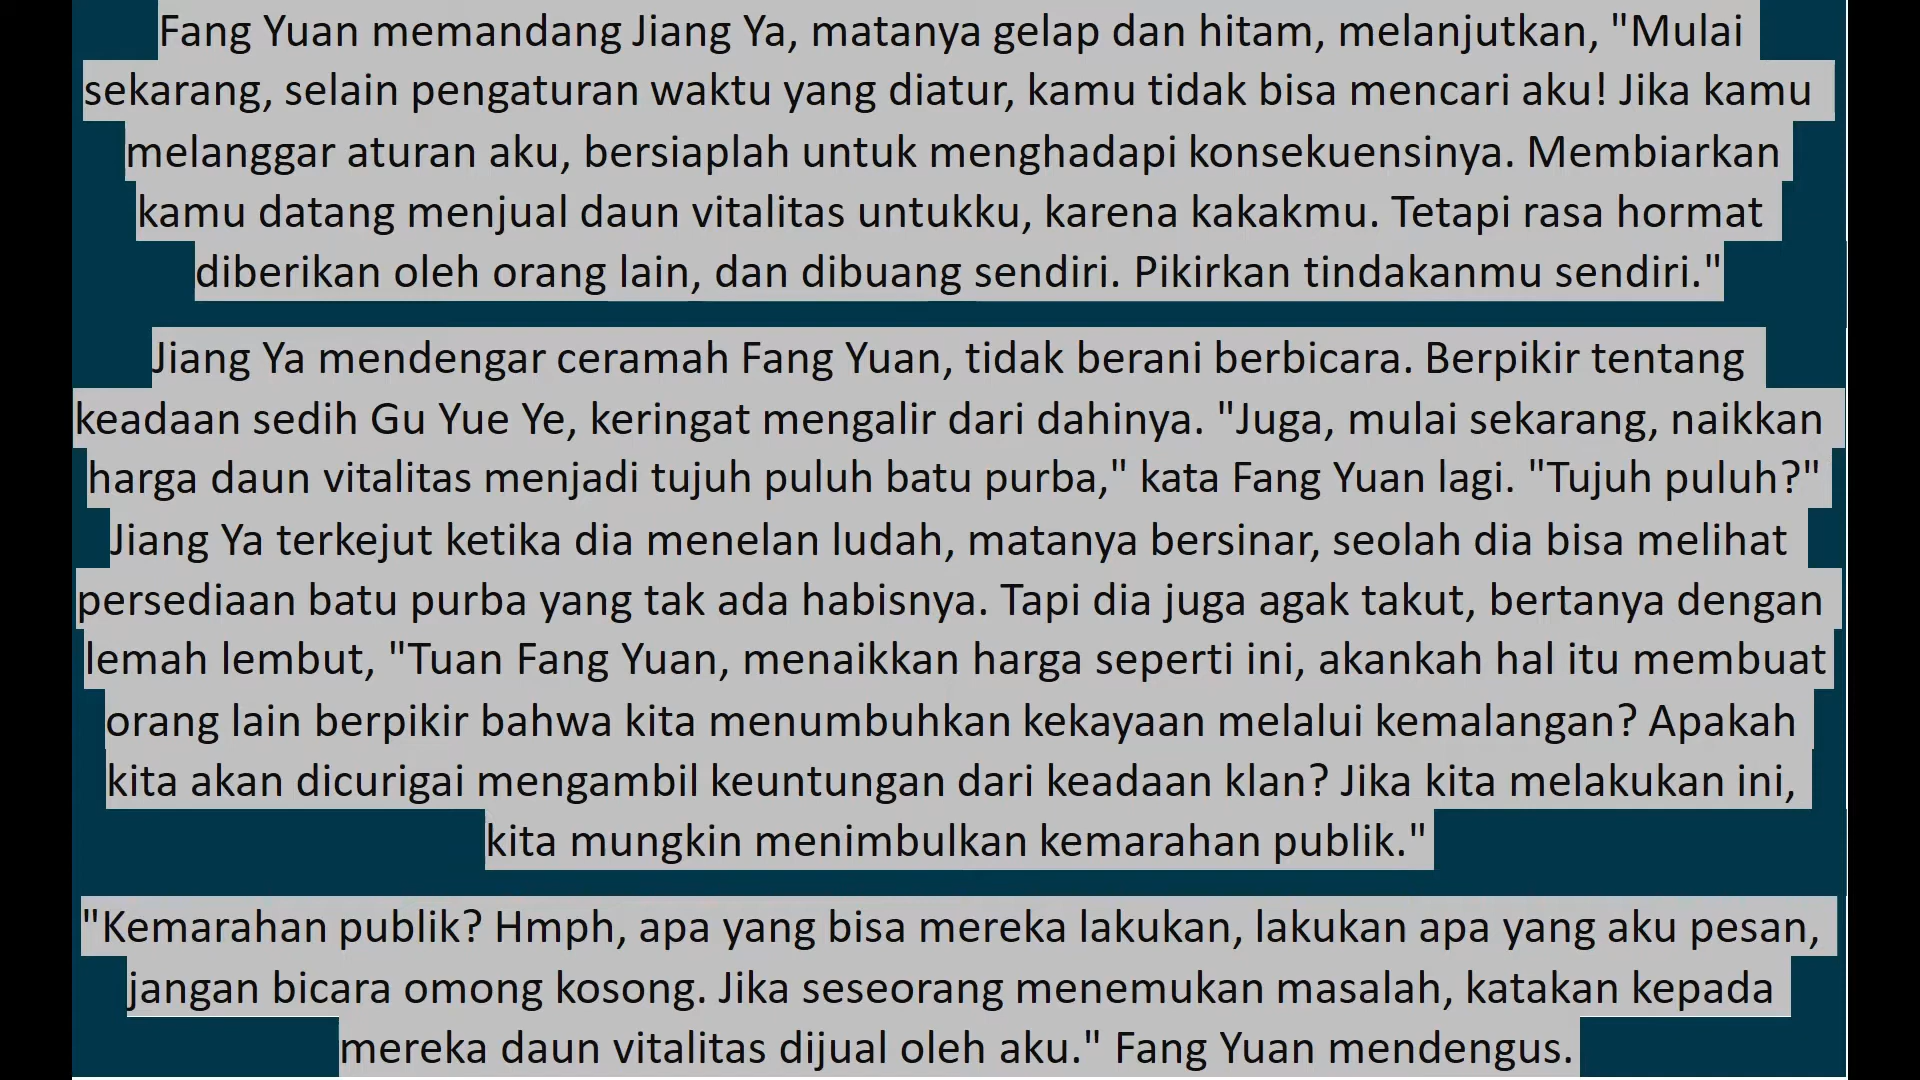 Fang Yuan memandang Jiang Ya, matanya gelap dan hitam, melanjutkan, "Mulai
sekarang, selain pengaturan waktu yang diatur, kamu tidak bisa mencari aku! Jika kamu
melanggar aturan aku, bersiaplah untuk menghadapi konsekuensinya. Membiarkan
kamu datang menjual daun vitalitas untukku, karena kakakmu. Tetapi rasa hormat
diberikan oleh orang lain, dan dibuang sendiri. Pikirkan tindakanmu sendiri."
Jiang Ya mendengar ceramah Fang Yuan, tidak berani berbicara. Berpikir tentang
keadaan sedih Gu Yue Ye, keringat mengalir dari dahinya. "Juga, mulai sekarang, naikkan
harga daun vitalitas menjadi tujuh puluh batu purba," kata Fang Yuan lagi. "Tujuh puluh?"
Jiang Ya terkejut ketika dia menelan ludah, matanya bersinar, seolah dia bisa melihat
persediaan batu purba yang tak ada habisnya. Tapi dia juga agak takut, bertanya dengan
lemah lembut, "Tuan Fang Yuan, menaikkan harga seperti ini, akankah hal itu membuat
orang lain berpikir bahwa kita menumbuhkan kekayaan melalui kemalangan? Apakah
kita akan dicurigai mengambil keuntungan dari keadaan klan? Jika kita melakukan ini,
kita mungkin menimbulkan kemarahan publik."
"Kemarahan publik? Hmph, apa yang bisa mereka lakukan, lakukan apa yang aku pesan,
jangan bicara omong kosong. Jika seseorang menemukan masalah, katakan kepada
mereka daun vitalitas dijual oleh aku." Fang Yuan mendengus.